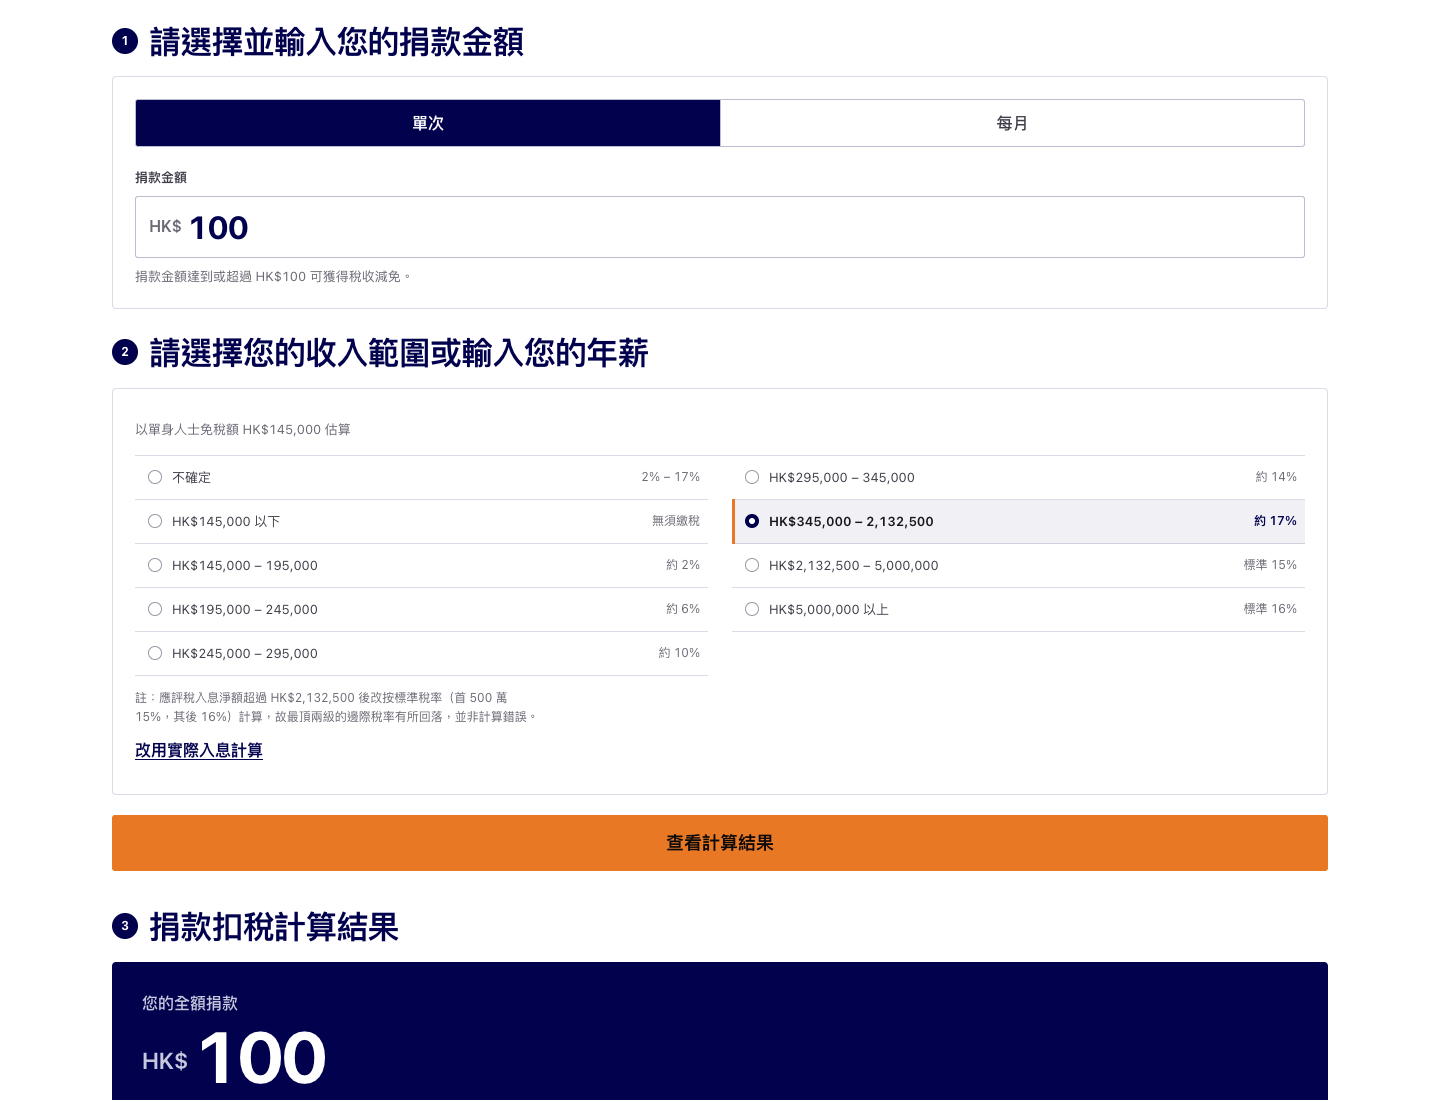 1 請選擇並輸入您的捐款金額
單次
每月
捐款金額
HK$ 100
捐款金額達到或超過 HK$100 可獲得稅收減免。
2 請選擇您的收入範圍或輸入您的年薪
以單身人士免稅額 HK$145,000 估算
不確定 2% – 17%
HK$145,000 以下 無須繳稅
HK$145,000 – 195,000 約 2%
HK$195,000 – 245,000 約 6%
HK$245,000 – 295,000 約 10%
HK$295,000 – 345,000 約 14%
HK$345,000 – 2,132,500 約 17%
HK$2,132,500 – 5,000,000 標準 15%
HK$5,000,000 以上 標準 16%
註：應評稅入息淨額超過 HK$2,132,500 後改按標準稅率（首 500 萬
15%，其後 16%）計算，故最頂兩級的邊際稅率有所回落，並非計算錯誤。
改用實際入息計算
查看計算結果
3 捐款扣稅計算結果
您的全額捐款
HK$ 100